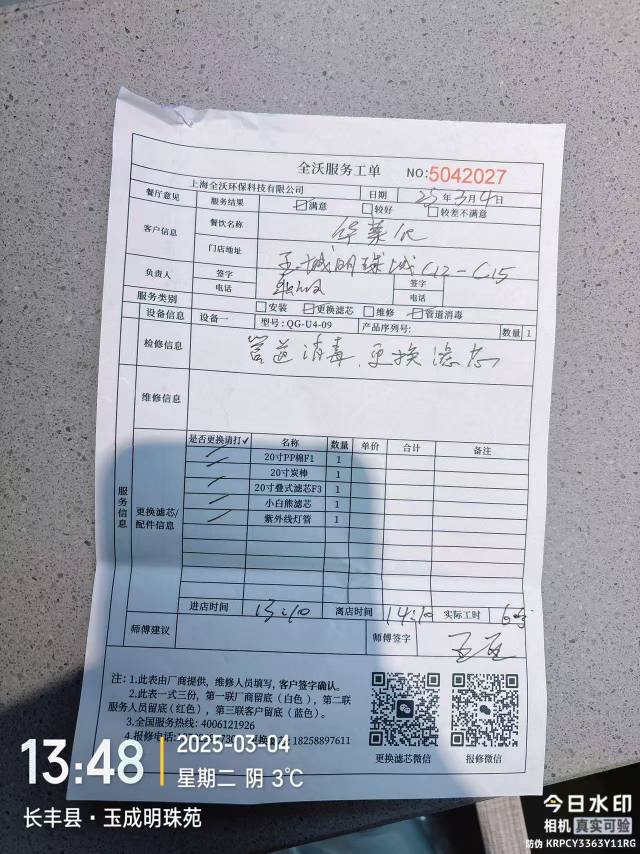 全沃服务工单 NO:5042027
上海全沃环保科技有限公司 日期 25年3月4日
餐厅意见 服务结果 ☑满意 □较好 □较差不满意
客户信息 餐饮名称 华莱
门店地址 明珠 C12-C15
负责人 签字 签字
电话 电话
服务类别 □安装 ☑更换滤芯 □维修 ☑管道消毒
设备信息 设备一 型号: QG-U4-09 产品序列号: 数量 1
检修信息 管道消毒、更换滤芯
维修信息
服务信息
更换滤芯/配件信息
是否更换请打✓ 名称 数量 单价 合计 备注
20寸PP棉F1 1
20寸炭棒 1
20寸叠式滤芯F3 1
小白熊滤芯 1
紫外线灯管 1
进店时间 13:10 离店时间 14:10 实际工时
师傅建议 师傅签字
注: 1.此表由厂商提供, 维修人员填写, 客户签字确认。
2.此表一式三份, 第一联厂商留底 (白色), 第二联
服务人员留底(红色), 第三联客户留底 (蓝色)。
3.全国服务热线: 4006121926
4.报修电话: 18258897611
更换滤芯微信 报修微信
13:48
2025-03-04
星期二 阴 3℃
长丰县·玉成明珠苑
今日水印
相机 真实可验
防伪 KRPCY3363Y11RG